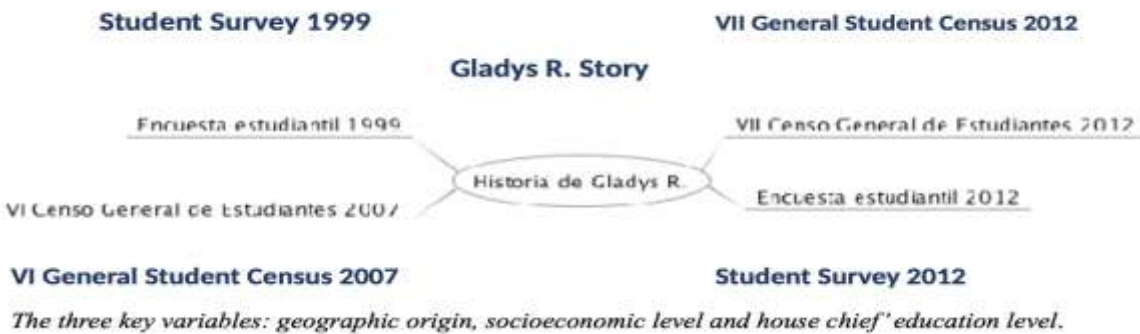 Student Survey 1999
VII General Student Census 2012
Gladys R. Story
Encuesta estudiantil 1999
VII Censo General de Estudiantes 2012
Historia de Gladys R.
VI Censo General de Estudiantes 2007
Encuesta estudiantil 2012
VI General Student Census 2007
Student Survey 2012
The three key variables: geographic origin, socioeconomic level and house chief' education level.